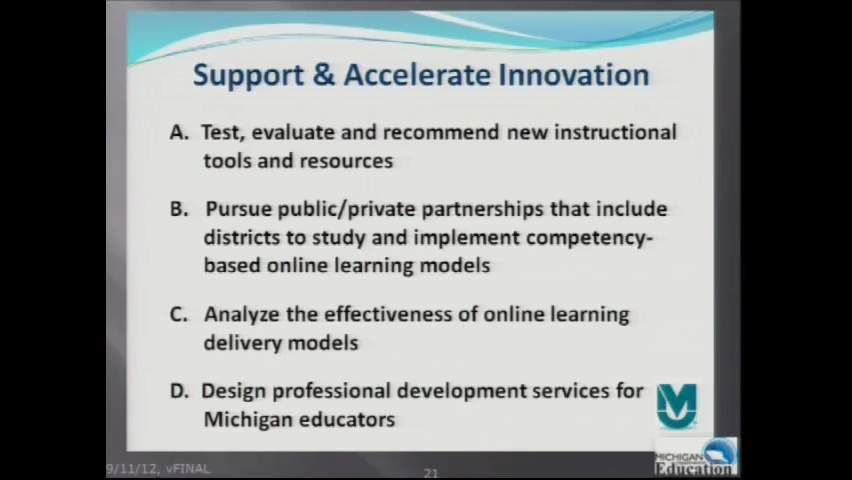 Support & Accelerate Innovation
A. Test, evaluate and recommend new instructional
tools and resources
B. Pursue public/private partnerships that include
districts to study and implement competency-
based online learning models
C. Analyze the effectiveness of online learning
delivery models
D. Design professional development services for
Michigan educators
MICHIGAN
Education
9/11/12, vFINAL
21